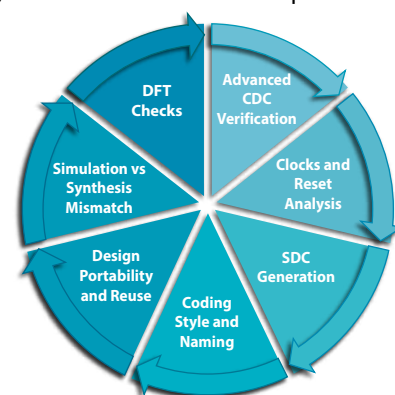 DFT
Checks
Advanced
CDC
Verification
Clocks and
Reset
Analysis
SDC
Generation
Coding
Style and
Naming
Design
Portability
and Reuse
Simulation vs
Synthesis
Mismatch